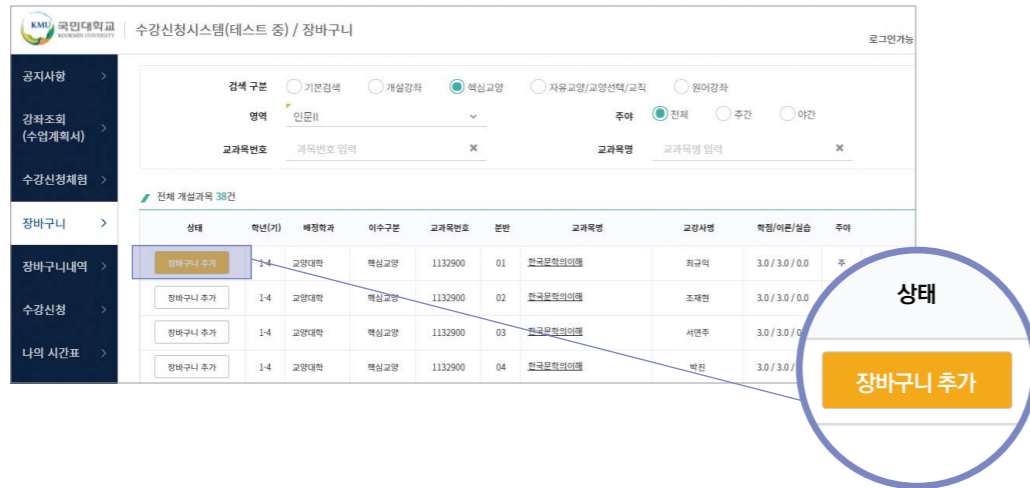 KMU 국민대학교 수강신청시스템(테스트 중) / 장바구니
KOOKMIN UNIVERSITY
로그인가능
공지사항
강좌조회
(수업계획서)
수강신청체험
장바구니
장바구니내역
수강신청
나의 시간표
검색 구분 기본검색 개설강좌 핵심교양 자유교양/교양선택/교직 원어강좌
영역 인문II 주야 전체 주간 야간
교과목번호 과목번호 입력 교과목명 교과목명 입력
전체 개설과목 38건
상태 학년(기) 배정학과 이수구분 교과목번호 분반 교과목명 교강사명 학점/이론/실습 주야
장바구니 추가 1-4 교양대학 핵심교양 1132900 01 한국문학의이해 최규익 3.0 / 3.0 / 0.0 주
장바구니 추가 1-4 교양대학 핵심교양 1132900 02 한국문학의이해 조재현 3.0 / 3.0 / 0.0
장바구니 추가 1-4 교양대학 핵심교양 1132900 03 한국문학의이해 서연주 3.0 / 3.0 / 0
장바구니 추가 1-4 교양대학 핵심교양 1132900 04 한국문학의이해 박진 3.0 / 3.0 /
상태
장바구니 추가